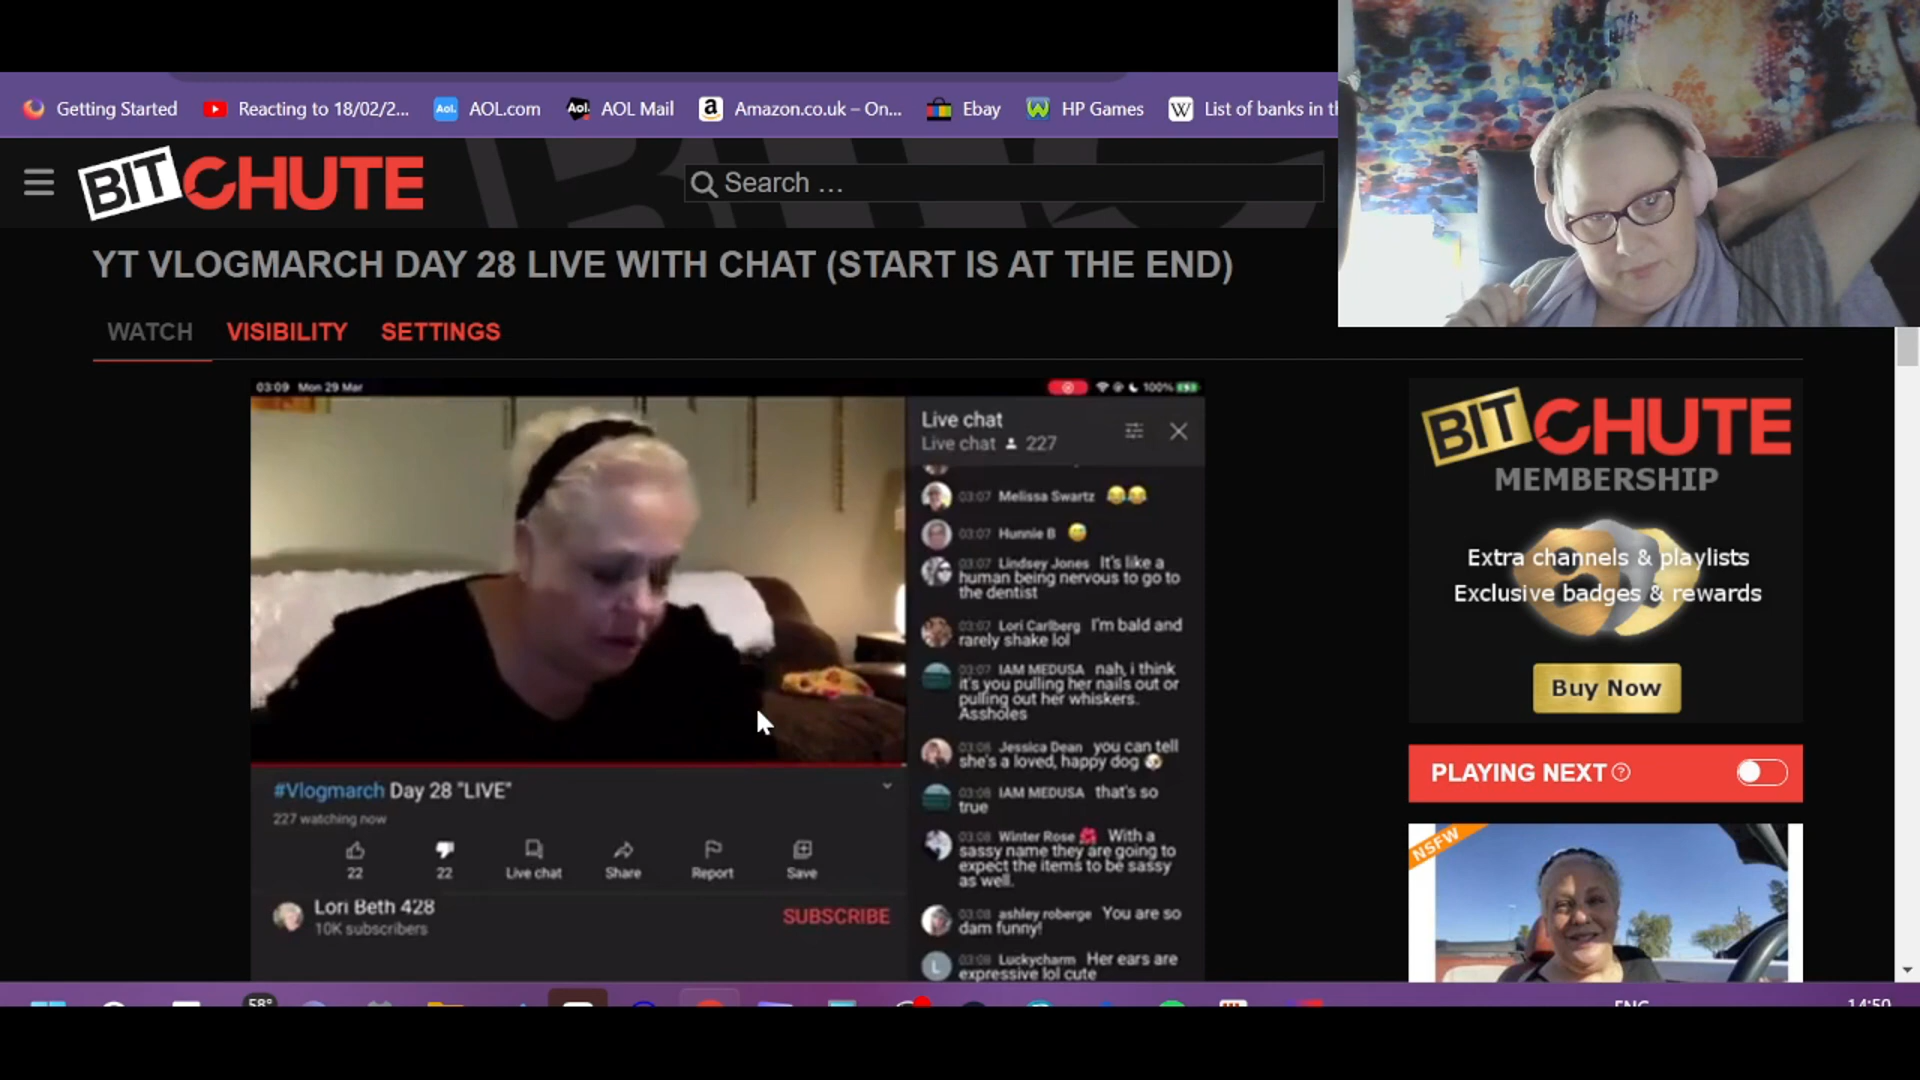 Getting Started
Reacting to 18/02/2...
AOL.com
AOL Mail
Amazon.co.uk – On...
Ebay
HP Games
List of banks in th
BITCHUTE
Search ...
YT VLOGMARCH DAY 28 LIVE WITH CHAT (START IS AT THE END)
WATCH
VISIBILITY
SETTINGS
03:09 Mon 29 Mar
100%
Live chat
Live chat 227
03:07 Melissa Swartz 😂😂
03:07 Hunnie B 😅
03:07 Lindsey Jones It's like a
human being nervous to go to
the dentist
03:07 Lori Carlberg I'm bald and
rarely shake lol
03:07 IAM MEDUSA nah, i think
it's you pulling her nails out or
pulling out her whiskers.
Assholes
03:08 Jessica Dean you can tell
she's a loved, happy dog 🐶
03:08 IAM MEDUSA that's so
true
03:08 Winter Rose 🌺 With a
sassy name they are going to
expect the items to be sassy
as well.
03:08 ashley roberge You are so
dam funny!
L
03:09 Luckycharm Her ears are
expressive lol cute
#Vlogmarch Day 28 "LIVE"
227 watching now
22
22
Live chat
Share
Report
Save
Lori Beth 428
10K subscribers
SUBSCRIBE
BITCHUTE
MEMBERSHIP
Extra channels & playlists
Exclusive badges & rewards
Buy Now
PLAYING NEXT
NSFW
58°
ENG
14:50